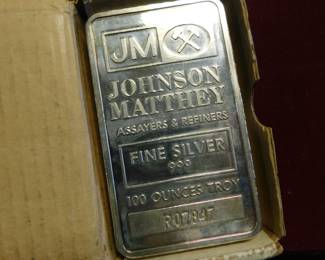 JM
JOHNSON
MATTHEY
ASSAYERS & REFINERS
FINE SILVER
999
100 OUNCES TROY